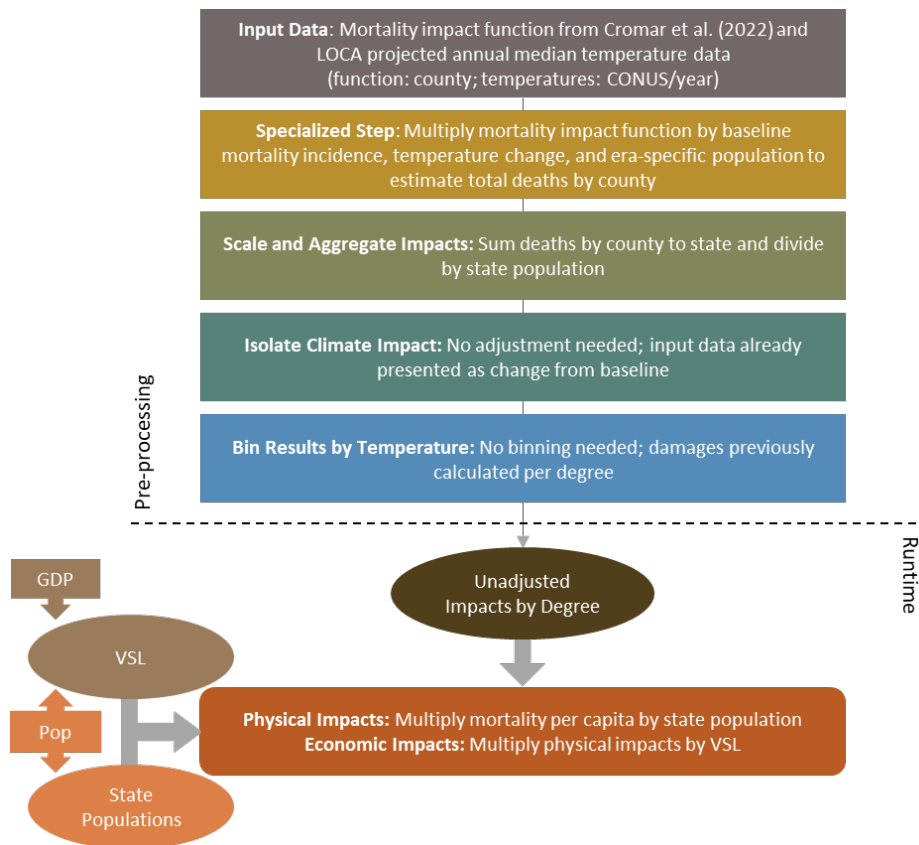 Input Data: Mortality impact function from Cromar et al. (2022) and
LOCA projected annual median temperature data
(function: county; temperatures: CONUS/year)
Specialized Step: Multiply mortality impact function by baseline
mortality incidence, temperature change, and era-specific population to
estimate total deaths by county
Scale and Aggregate Impacts: Sum deaths by county to state and divide
by state population
Isolate Climate Impact: No adjustment needed; input data already
presented as change from baseline
Bin Results by Temperature: No binning needed; damages previously
calculated per degree
Pre-processing
Runtime
Unadjusted
Impacts by Degree
GDP
VSL
Pop
State
Populations
Physical Impacts: Multiply mortality per capita by state population
Economic Impacts: Multiply physical impacts by VSL